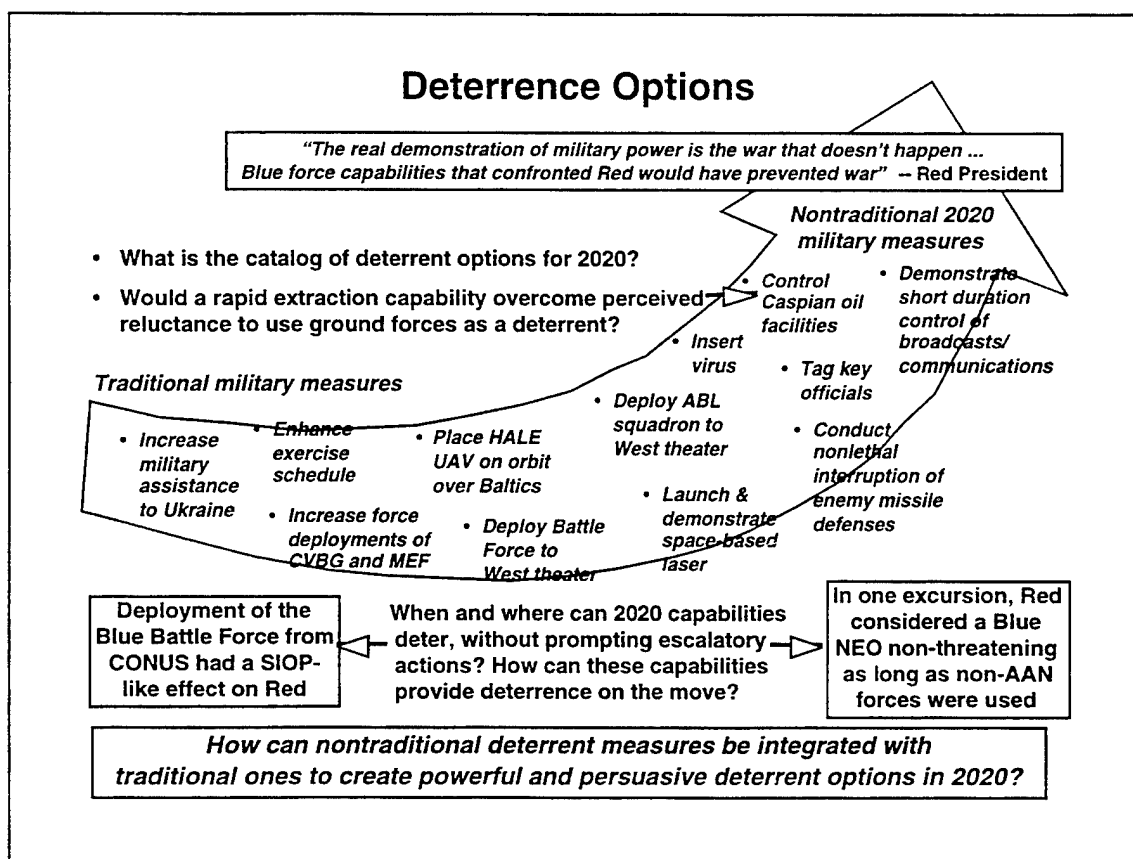 Deterrence Options
"The real demonstration of military power is the war that doesn't happen ...
Blue force capabilities that confronted Red would have prevented war" -- Red President
Nontraditional 2020
military measures
• What is the catalog of deterrent options for 2020?
• Would a rapid extraction capability overcome perceived
reluctance to use ground forces as a deterrent?
• Control
Caspian oil
facilities
• Demonstrate
short duration
control of
broadcasts/
communications
• Insert
virus
• Tag key
officials
Traditional military measures
• Increase
military
assistance
to Ukraine
• Enhance
exercise
schedule
• Place HALE
UAV on orbit
over Baltics
• Deploy ABL
squadron to
West theater
• Conduct
nonlethal
interruption of
enemy missile
defenses
• Increase force
deployments of
CVBG and MEF
• Deploy Battle
Force to
West theater
• Launch &
demonstrate
space-based
laser
Deployment of the
Blue Battle Force from
CONUS had a SIOP-
like effect on Red
When and where can 2020 capabilities
deter, without prompting escalatory
actions? How can these capabilities
provide deterrence on the move?
In one excursion, Red
considered a Blue
NEO non-threatening
as long as non-AAN
forces were used
How can nontraditional deterrent measures be integrated with
traditional ones to create powerful and persuasive deterrent options in 2020?